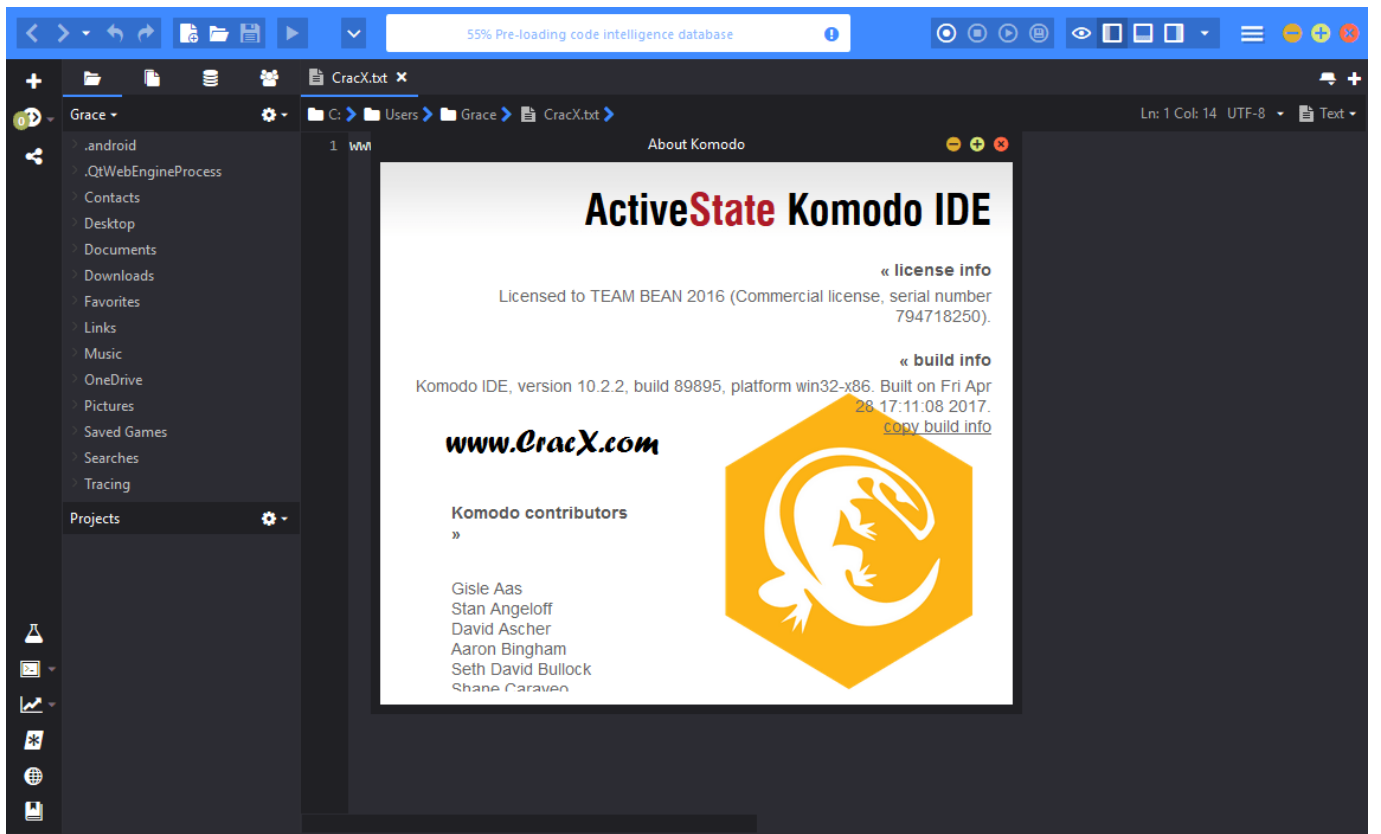 55% Pre-loading code intelligence database
CracX.txt
Grace
C: Users Grace CracX.txt
Ln: 1 Col: 14 UTF-8 Text
0
.android
.QtWebEngineProcess
Contacts
Desktop
Documents
Downloads
Favorites
Links
Music
OneDrive
Pictures
Saved Games
Searches
Tracing
Projects
1
About Komodo
ActiveState Komodo IDE
« license info
Licensed to TEAM BEAN 2016 (Commercial license, serial number
794718250).
« build info
Komodo IDE, version 10.2.2, build 89895, platform win32-x86. Built on Fri Apr
28 17:11:08 2017.
copy build info
www.CracX.com
Komodo contributors
»
Gisle Aas
Stan Angeloff
David Ascher
Aaron Bingham
Seth David Bullock
Shane Caraveo